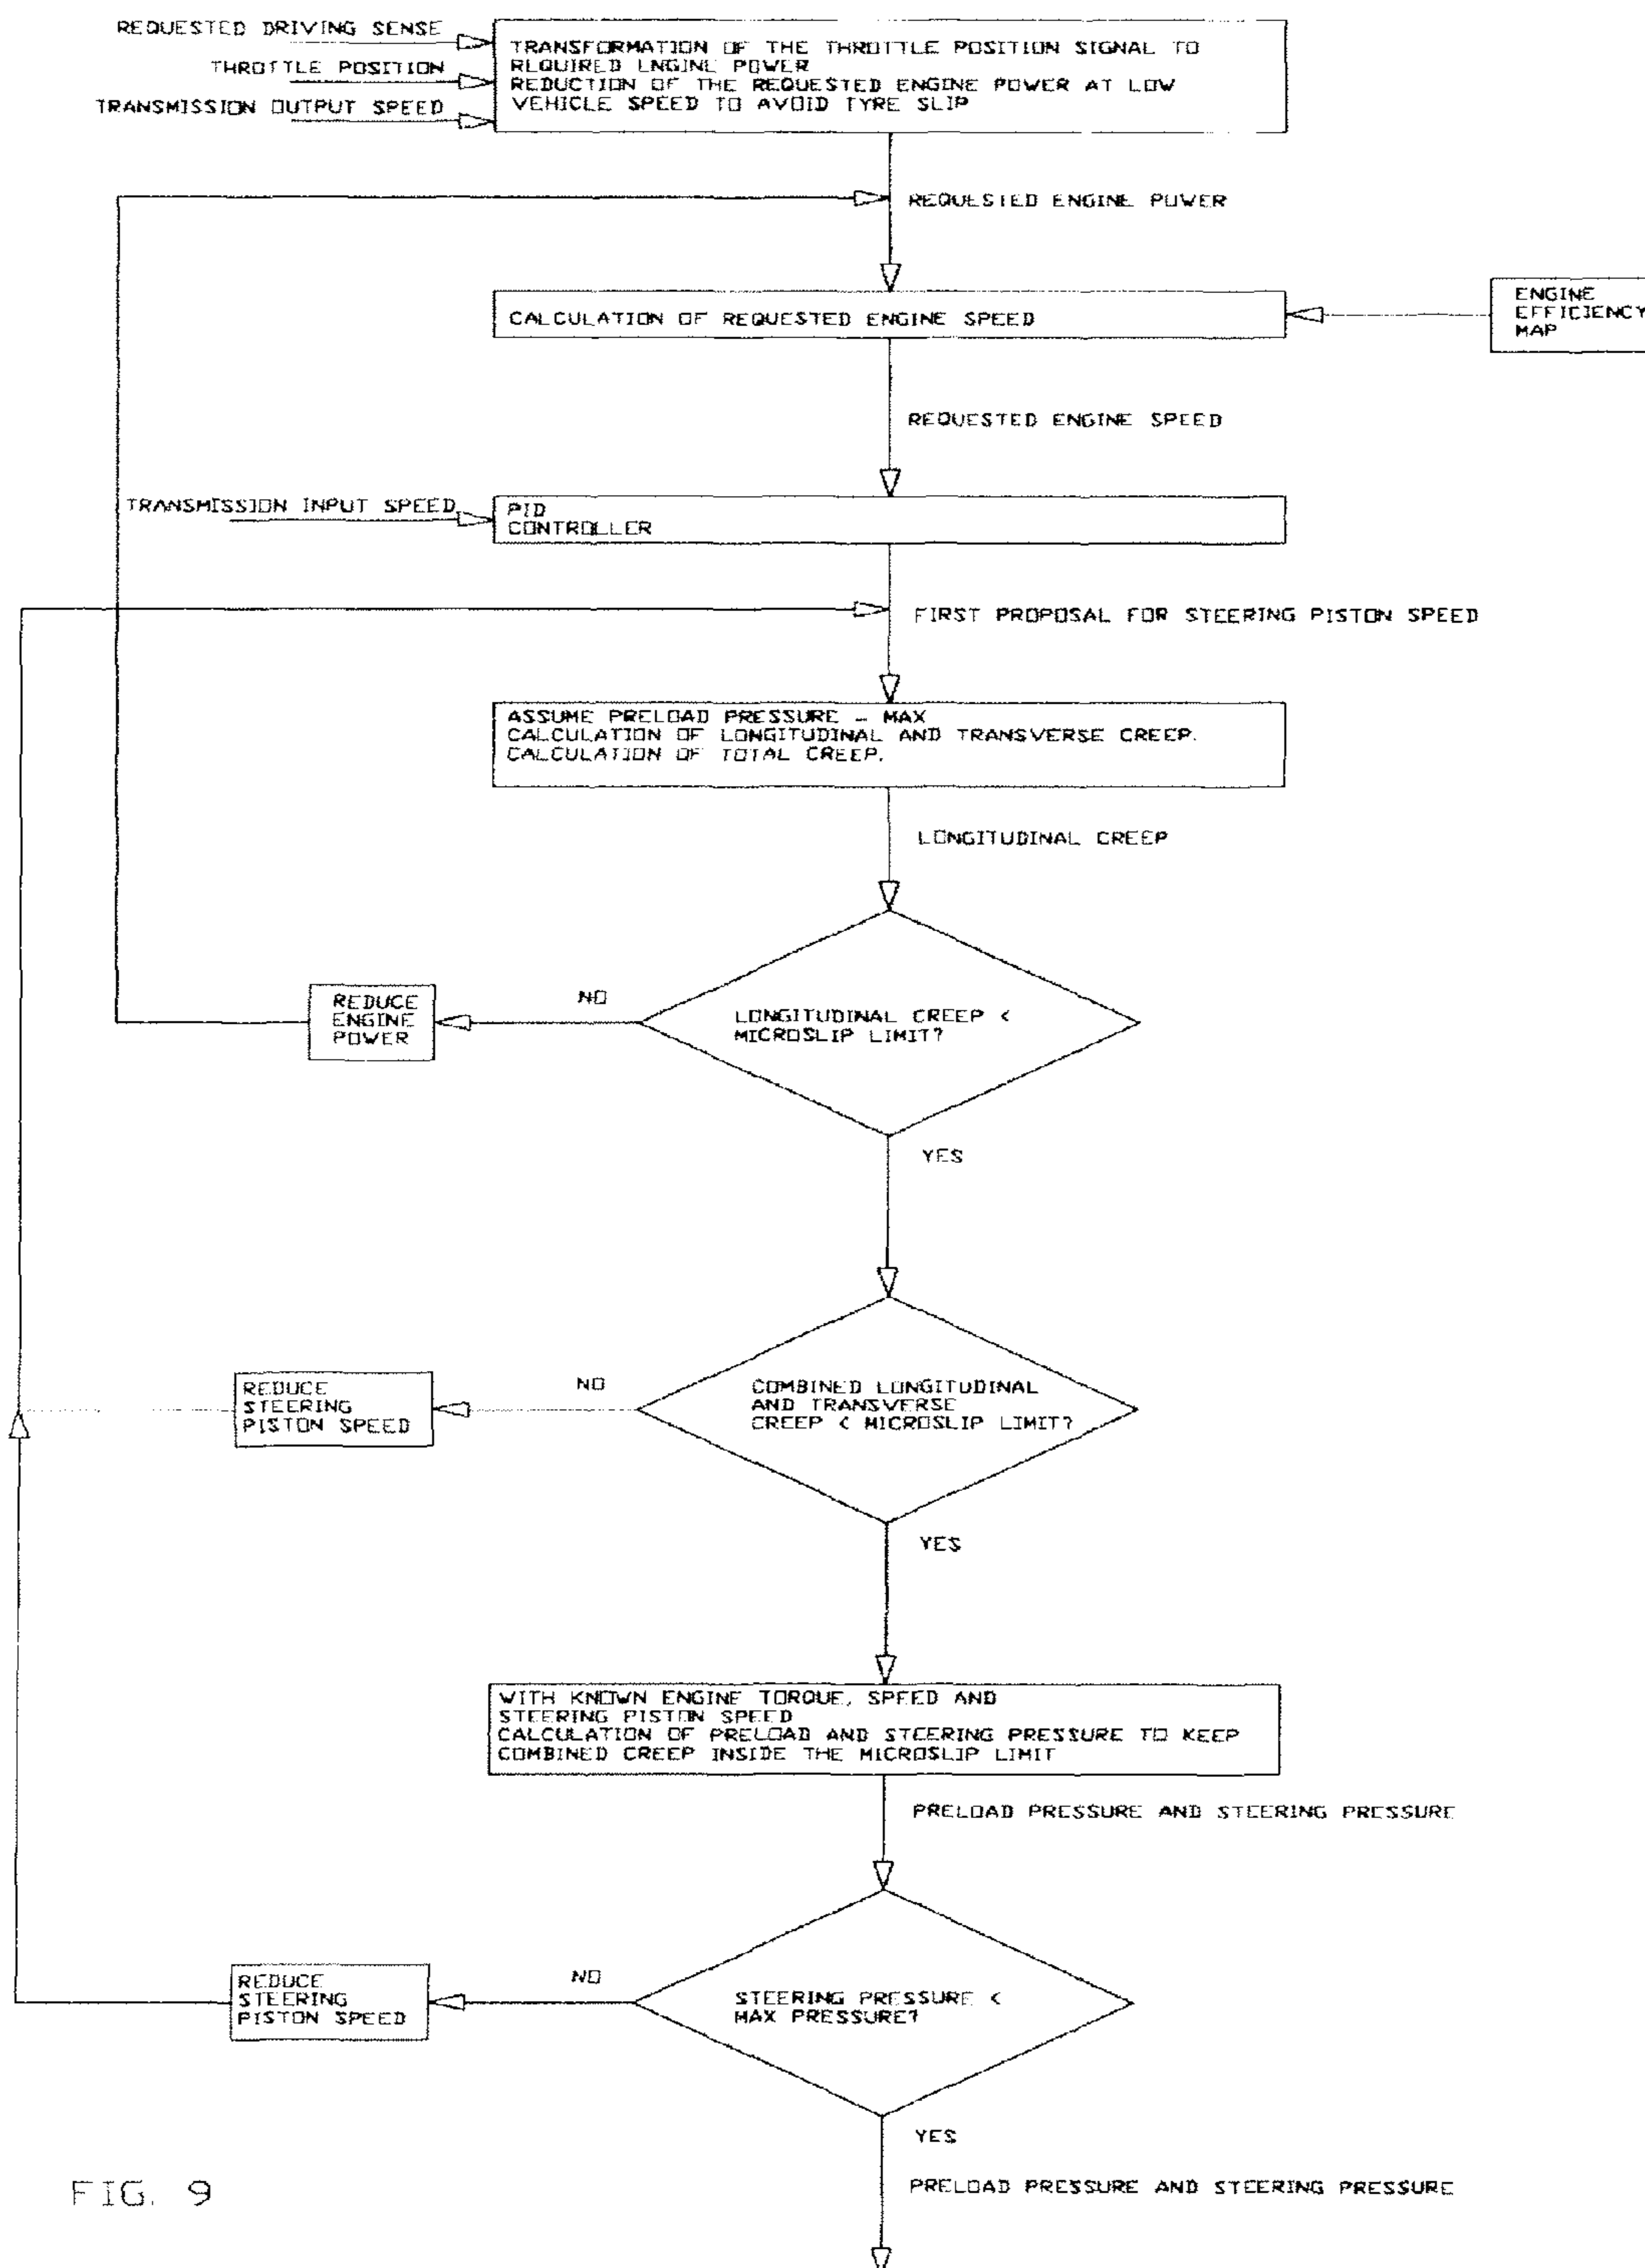 REQUESTED DRIVING SENSE
THROTTLE POSITION
TRANSMISSION OUTPUT SPEED
TRANSFORMATION OF THE THROTTLE POSITION SIGNAL TO
REQUIRED ENGINE POWER
REDUCTION OF THE REQUESTED ENGINE POWER AT LOW
VEHICLE SPEED TO AVOID TYRE SLIP
REQUESTED ENGINE POWER
CALCULATION OF REQUESTED ENGINE SPEED
ENGINE
EFFICIENCY
MAP
REQUESTED ENGINE SPEED
TRANSMISSION INPUT SPEED
PID
CONTROLLER
FIRST PROPOSAL FOR STEERING PISTON SPEED
ASSUME PRELOAD PRESSURE = MAX
CALCULATION OF LONGITUDINAL AND TRANSVERSE CREEP.
CALCULATION OF TOTAL CREEP.
LONGITUDINAL CREEP
REDUCE
ENGINE
POWER
NO
LONGITUDINAL CREEP <
MICROSLIP LIMIT?
YES
REDUCE
STEERING
PISTON SPEED
NO
COMBINED LONGITUDINAL
AND TRANSVERSE
CREEP < MICROSLIP LIMIT?
YES
WITH KNOWN ENGINE TORQUE, SPEED AND
STEERING PISTON SPEED
CALCULATION OF PRELOAD AND STEERING PRESSURE TO KEEP
COMBINED CREEP INSIDE THE MICROSLIP LIMIT
PRELOAD PRESSURE AND STEERING PRESSURE
REDUCE
STEERING
PISTON SPEED
NO
STEERING PRESSURE <
MAX PRESSURE?
YES
PRELOAD PRESSURE AND STEERING PRESSURE
FIG. 9